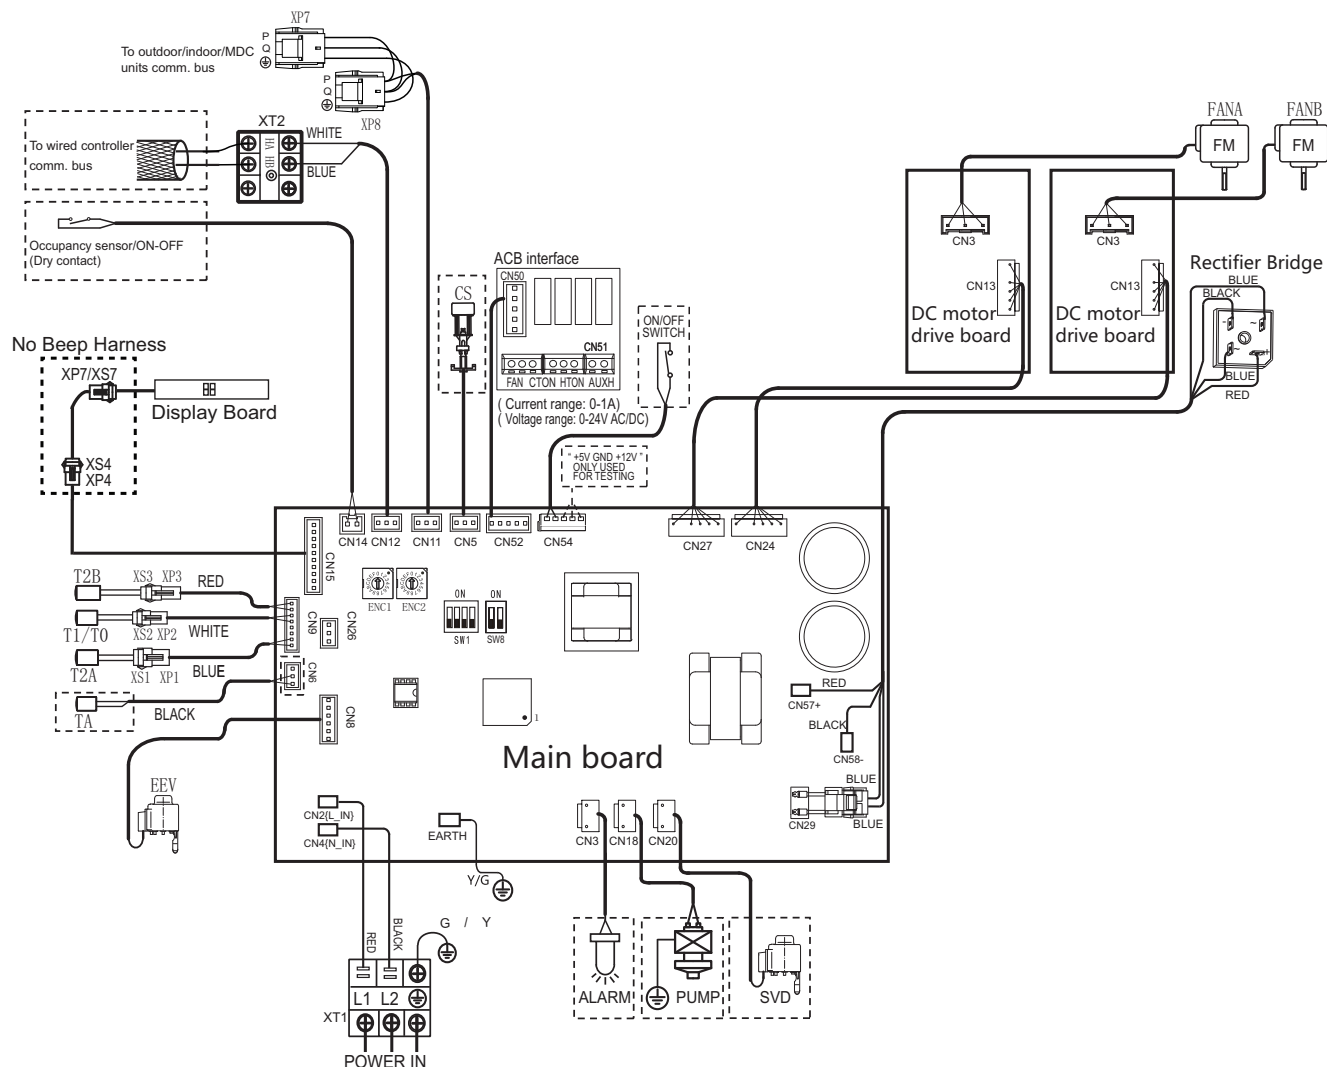 XP7
P
Q
To outdoor/indoor/MDC
units comm. bus
P
Q
XP8
XT2
WHITE
HA
HB
BLUE
To wired controller
comm. bus
Occupancy sensor/ON-OFF
(Dry contact)
FANA
FANB
FM
FM
CN3
CN3
CN13
CN13
DC motor
drive board
DC motor
drive board
Rectifier Bridge
BLUE
BLACK
-
~
~
+
BLUE
RED
ACB interface
CN50
CN51
FAN CTON HTON AUXH
( Current range: 0-1A)
( Voltage range: 0-24V AC/DC)
CS
ON/OFF
SWITCH
" +5V GND +12V "
ONLY USED
FOR TESTING
No Beep Harness
XP7/XS7
Display Board
XS4
XP4
CN14
CN12
CN11
CN5
CN52
CN54
CN27
CN24
CN15
T2B
XS3
XP3
RED
T1/T0
XS2
XP2
WHITE
T2A
XS1
XP1
BLUE
TA
BLACK
CN9
CN26
CN6
CN8
ENC1
ENC2
ON
SW1
ON
SW8
1
Main board
RED
CN57+
BLACK
CN58-
BLUE
CN29
BLUE
EEV
CN2{L_IN}
CN4{N_IN}
EARTH
Y/G
CN3
CN18
CN20
RED
BLACK
G / Y
L1
L2
XT1
POWER IN
ALARM
PUMP
SVD